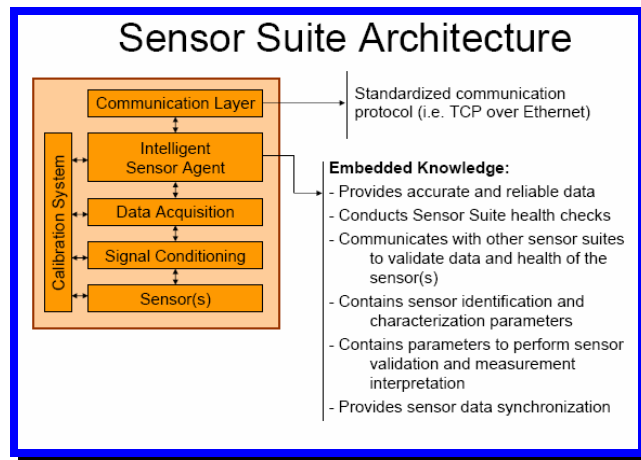 Sensor Suite Architecture
Communication Layer
Intelligent
Sensor Agent
Data Acquisition
Signal Conditioning
Sensor(s)
Calibration System
Standardized communication
protocol (i.e. TCP over Ethernet)
Embedded Knowledge:
- Provides accurate and reliable data
- Conducts Sensor Suite health checks
- Communicates with other sensor suites
to validate data and health of the
sensor(s)
- Contains sensor identification and
characterization parameters
- Contains parameters to perform sensor
validation and measurement
interpretation
- Provides sensor data synchronization